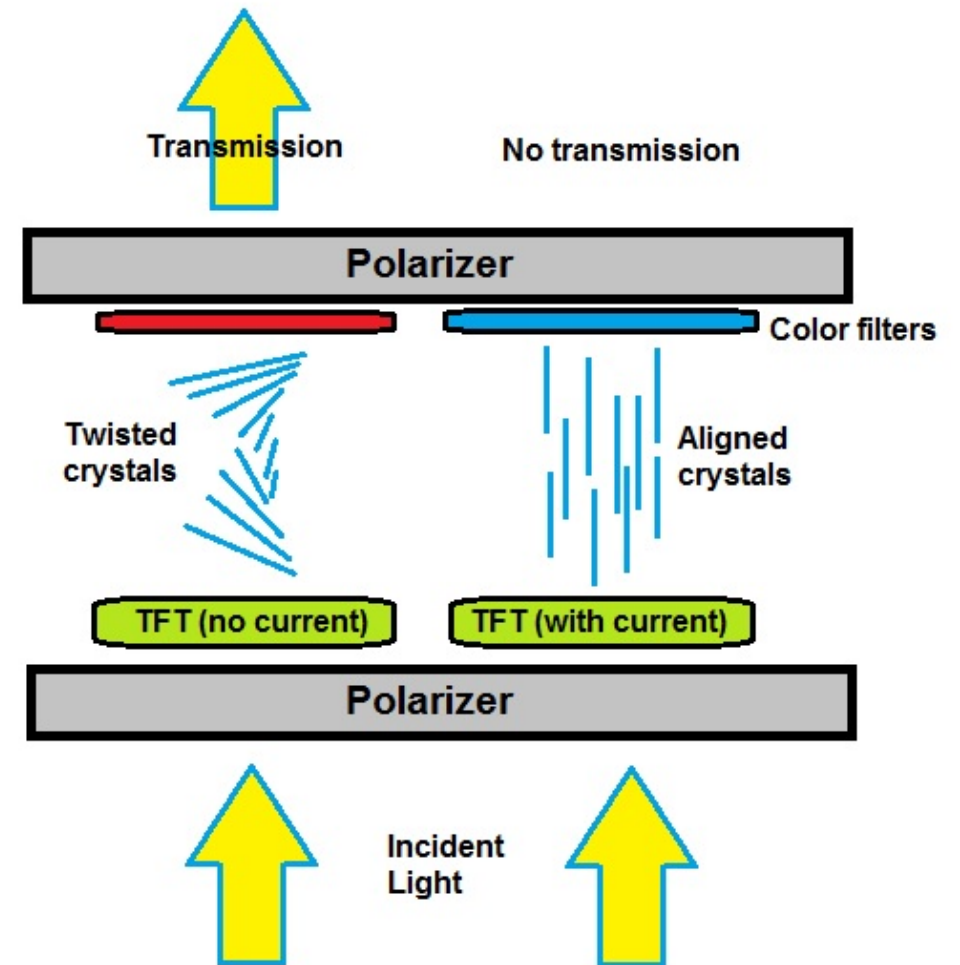 Transmission
No transmission
Polarizer
Color filters
Twisted
crystals
Aligned
crystals
TFT (no current)
TFT (with current)
Polarizer
Incident
Light